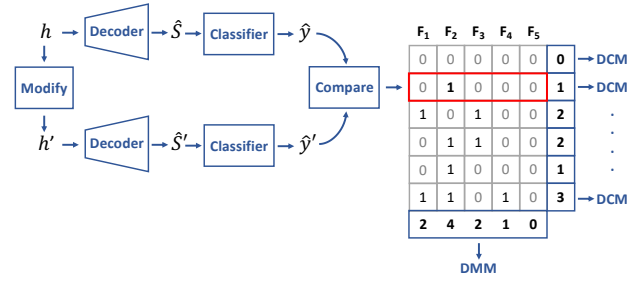 h
Decoder
Ŝ
Classifier
ŷ
Modify
Compare
h'
Decoder
Ŝ'
Classifier
ŷ'
F₁ F₂ F₃ F₄ F₅
0 0 0 0 0 0 DCM
0 1 0 0 0 1 DCM
1 0 1 0 0 2
0 1 1 0 0 2
0 1 0 0 0 1
1 1 0 1 0 3 DCM
2 4 2 1 0
DMM